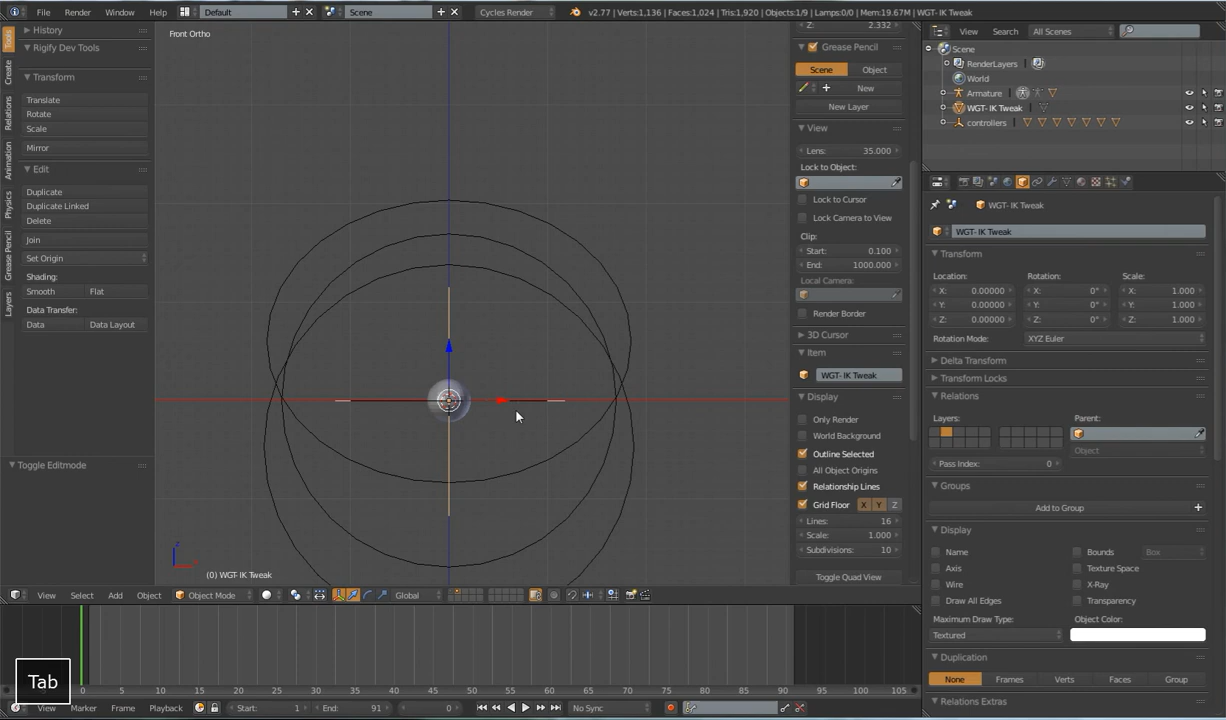 File Render Window Help Default Scene Cycles Render v2.77 | Verts:1,136 | Faces:1,024 | Tris:1,920 | Objects:1/9 | Lamps:0/0 | Mem:19.67M | WGT- IK Tweak
Tools
Create
Relations
Animation
Physics
Grease Pencil
Layers
History
Rigify Dev Tools
Transform
Translate
Rotate
Scale
Mirror
Edit
Duplicate
Duplicate Linked
Delete
Join
Set Origin
Shading:
Smooth Flat
Data Transfer:
Data Data Layout
Toggle Editmode
Front Ortho
(0) WGT- IK Tweak
Z: 2.332
Grease Pencil
Scene Object
New
New Layer
View
Lens: 35.000
Lock to Object:
Lock to Cursor
Lock Camera to View
Clip:
Start: 0.100
End: 1000.000
Local Camera:
Render Border
3D Cursor
Item
WGT- IK Tweak
Display
Only Render
World Background
Outline Selected
All Object Origins
Relationship Lines
Grid Floor X Y Z
Lines: 16
Scale: 1.000
Subdivisions: 10
Toggle Quad View
View Search All Scenes
Scene
RenderLayers
World
Armature
WGT- IK Tweak
controllers
WGT- IK Tweak
WGT- IK Tweak
Transform
Location: Rotation: Scale:
X: 0.00000 X: 0° X: 1.000
Y: 0.00000 Y: 0° Y: 1.000
Z: 0.00000 Z: 0° Z: 1.000
Rotation Mode: XYZ Euler
Delta Transform
Transform Locks
Relations
Layers: Parent:
Object
Pass Index: 0
Groups
Add to Group
Display
Name Bounds Box
Axis Texture Space
Wire X-Ray
Draw All Edges Transparency
Maximum Draw Type: Object Color:
Textured
Duplication
None Frames Verts Faces Group
Relations Extras
View Select Add Object Object Mode Global
Tab
0 5 10 15 20 25 30 35 40 45 50 55 60 65 70 75 80 85 90 95 100 105
View Marker Frame Playback Start: 1 End: 91 0 No Sync